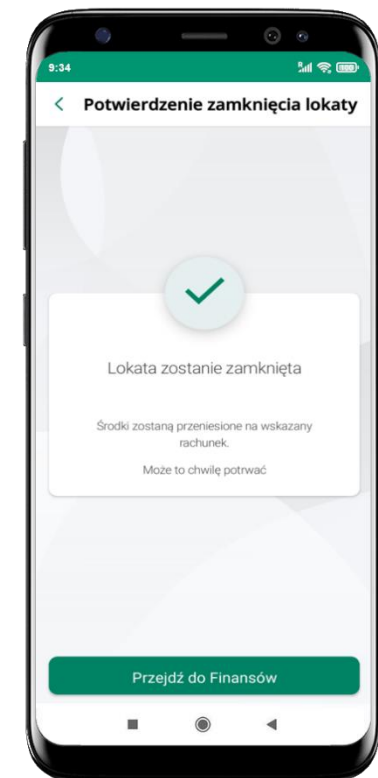 9:34
Potwierdzenie zamknięcia lokaty
Lokata zostanie zamknięta
Środki zostaną przeniesione na wskazany
rachunek.
Może to chwilę potrwać
Przejdź do Finansów